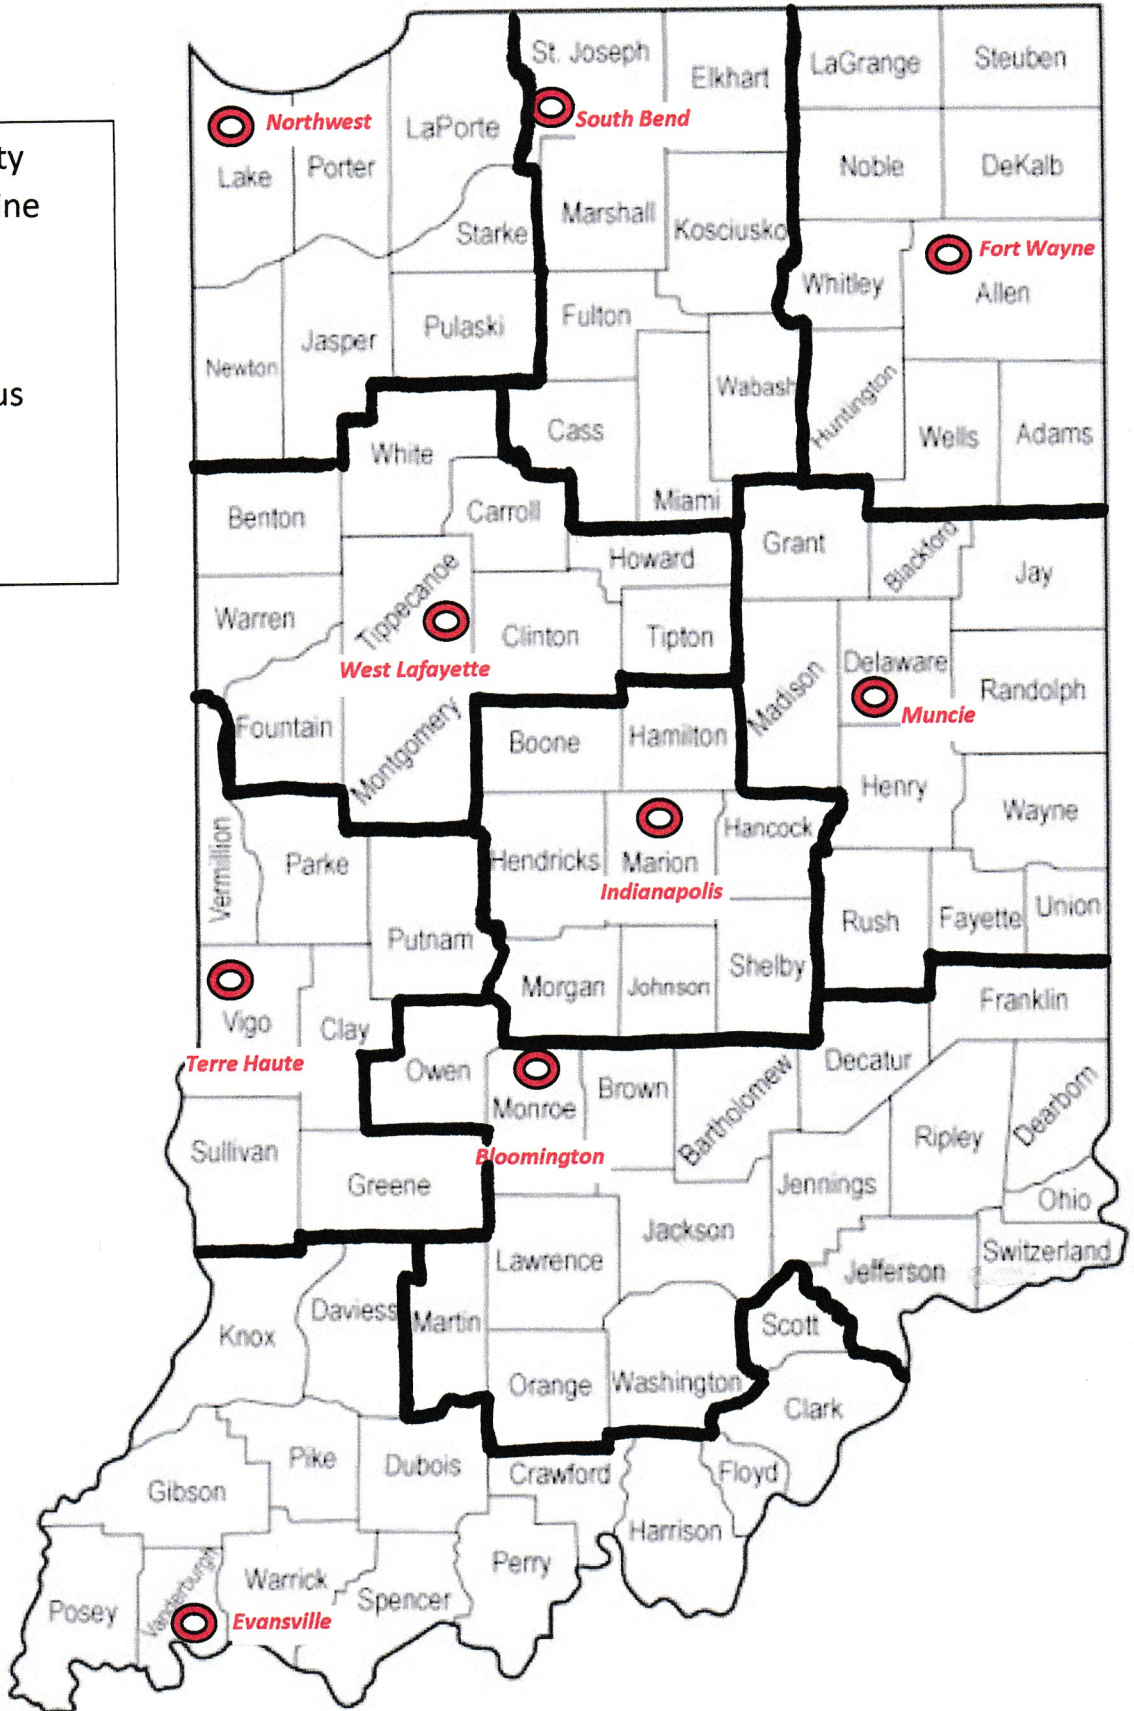 ty
ine
us
St. Joseph
Elkhart
LaGrange
Steuben
Northwest
South Bend
LaPorte
Lake
Porter
Noble
DeKalb
Marshall
Starke
Kosciusko
Fort Wayne
Whitley
Allen
Fulton
Pulaski
Jasper
Newton
Wabash
Huntington
Cass
Wells
Adams
White
Miami
Benton
Carroll
Grant
Howard
Blackford
Jay
Tippecanoe
Warren
Clinton
Tipton
West Lafayette
Delaware
Madison
Randolph
Muncie
Fountain
Montgomery
Boone
Hamilton
Henry
Wayne
Hancock
Vermillion
Parke
Hendricks
Marion
Indianapolis
Rush
Fayette
Union
Putnam
Shelby
Morgan
Johnson
Franklin
Vigo
Clay
Terre Haute
Owen
Decatur
Monroe
Brown
Bartholomew
Dearborn
Ripley
Sullivan
Bloomington
Greene
Jennings
Ohio
Jackson
Lawrence
Switzerland
Jefferson
Daviess
Martin
Scott
Knox
Orange
Washington
Clark
Pike
Dubois
Crawford
Floyd
Gibson
Harrison
Perry
Warrick
Spencer
Posey
Vanderburgh
Evansville